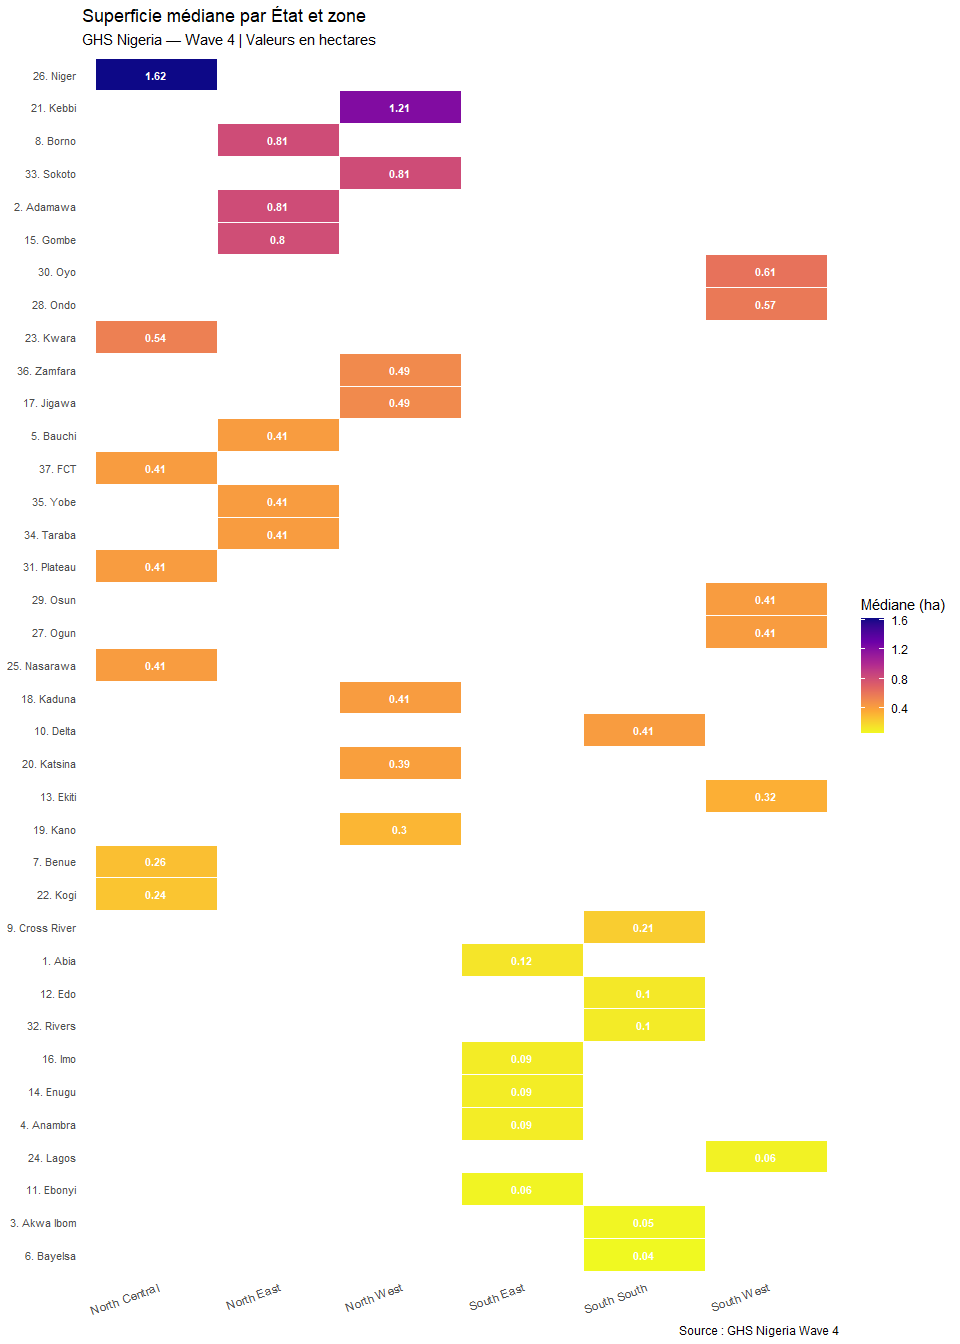 Superficie médiane par État et zone
GHS Nigeria — Wave 4 | Valeurs en hectares
26. Niger 1.62
21. Kebbi 1.21
8. Borno 0.81
33. Sokoto 0.81
2. Adamawa 0.81
15. Gombe 0.8
30. Oyo 0.61
28. Ondo 0.57
23. Kwara 0.54
36. Zamfara 0.49
17. Jigawa 0.49
5. Bauchi 0.41
37. FCT 0.41
35. Yobe 0.41
34. Taraba 0.41
31. Plateau 0.41
29. Osun 0.41
27. Ogun 0.41
25. Nasarawa 0.41
18. Kaduna 0.41
10. Delta 0.41
20. Katsina 0.39
13. Ekiti 0.32
19. Kano 0.3
7. Benue 0.26
22. Kogi 0.24
9. Cross River 0.21
1. Abia 0.12
12. Edo 0.1
32. Rivers 0.1
16. Imo 0.09
14. Enugu 0.09
4. Anambra 0.09
24. Lagos 0.06
11. Ebonyi 0.06
3. Akwa Ibom 0.05
6. Bayelsa 0.04
North Central North East North West South East South South South West
Médiane (ha)
1.6
1.2
0.8
0.4
Source : GHS Nigeria Wave 4